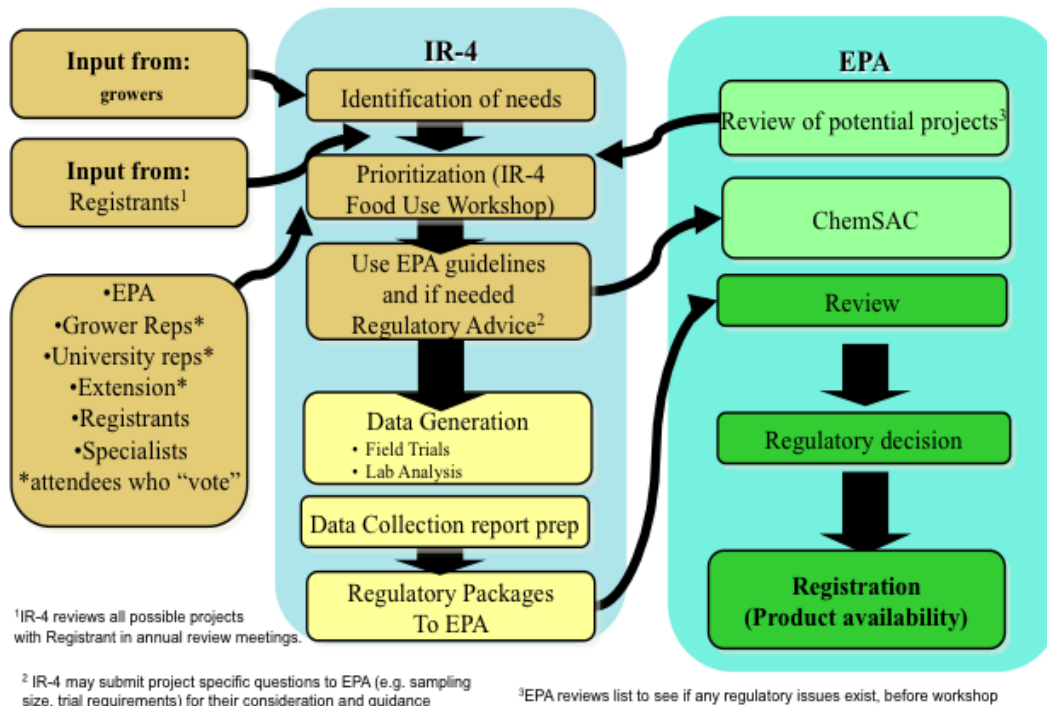 Input from:
growers
Input from:
Registrants¹
•EPA
•Grower Reps*
•University reps*
•Extension*
•Registrants
•Specialists
*attendees who “vote”
IR-4
Identification of needs
Prioritization (IR-4
Food Use Workshop)
Use EPA guidelines
and if needed
Regulatory Advice²
Data Generation
• Field Trials
• Lab Analysis
Data Collection report prep
Regulatory Packages
To EPA
EPA
Review of potential projects³
ChemSAC
Review
Regulatory decision
Registration
(Product availability)
¹IR-4 reviews all possible projects
with Registrant in annual review meetings.
² IR-4 may submit project specific questions to EPA (e.g. sampling
size, trial requirements) for their consideration and guidance
³EPA reviews list to see if any regulatory issues exist, before workshop